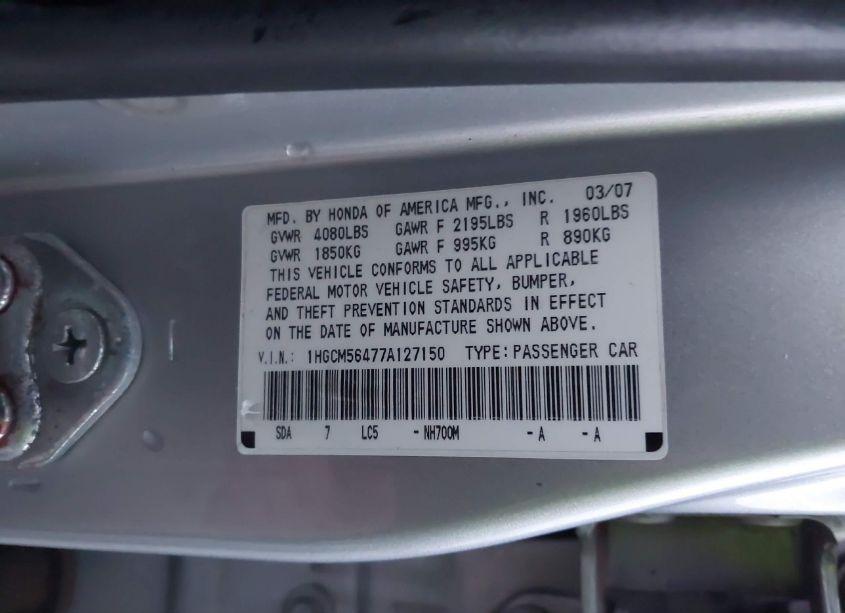 MFD. BY HONDA OF AMERICA MFG., INC. 03/07
GVWR 4080LBS GAWR F 2195LBS R 1960LBS
GVWR 1850KG GAWR F 995KG R 890KG
THIS VEHICLE CONFORMS TO ALL APPLICABLE
FEDERAL MOTOR VEHICLE SAFETY, BUMPER,
AND THEFT PREVENTION STANDARDS IN EFFECT
ON THE DATE OF MANUFACTURE SHOWN ABOVE.
V.I.N.: 1HGCM56477A127150 TYPE: PASSENGER CAR
SDA 7 LC5 - NH700M - A - A